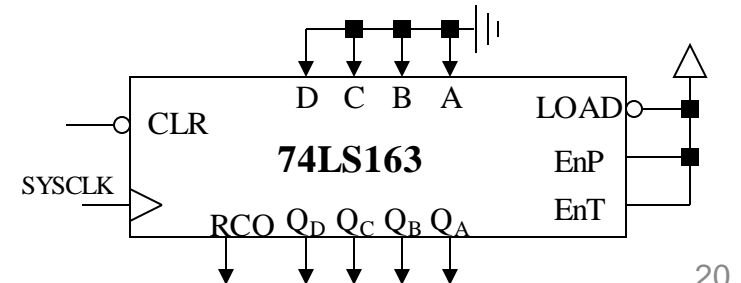 D C B A
LOAD
CLR
74LS163
EnP
SYSCLK
EnT
RCO Q_D Q_C Q_B Q_A
20